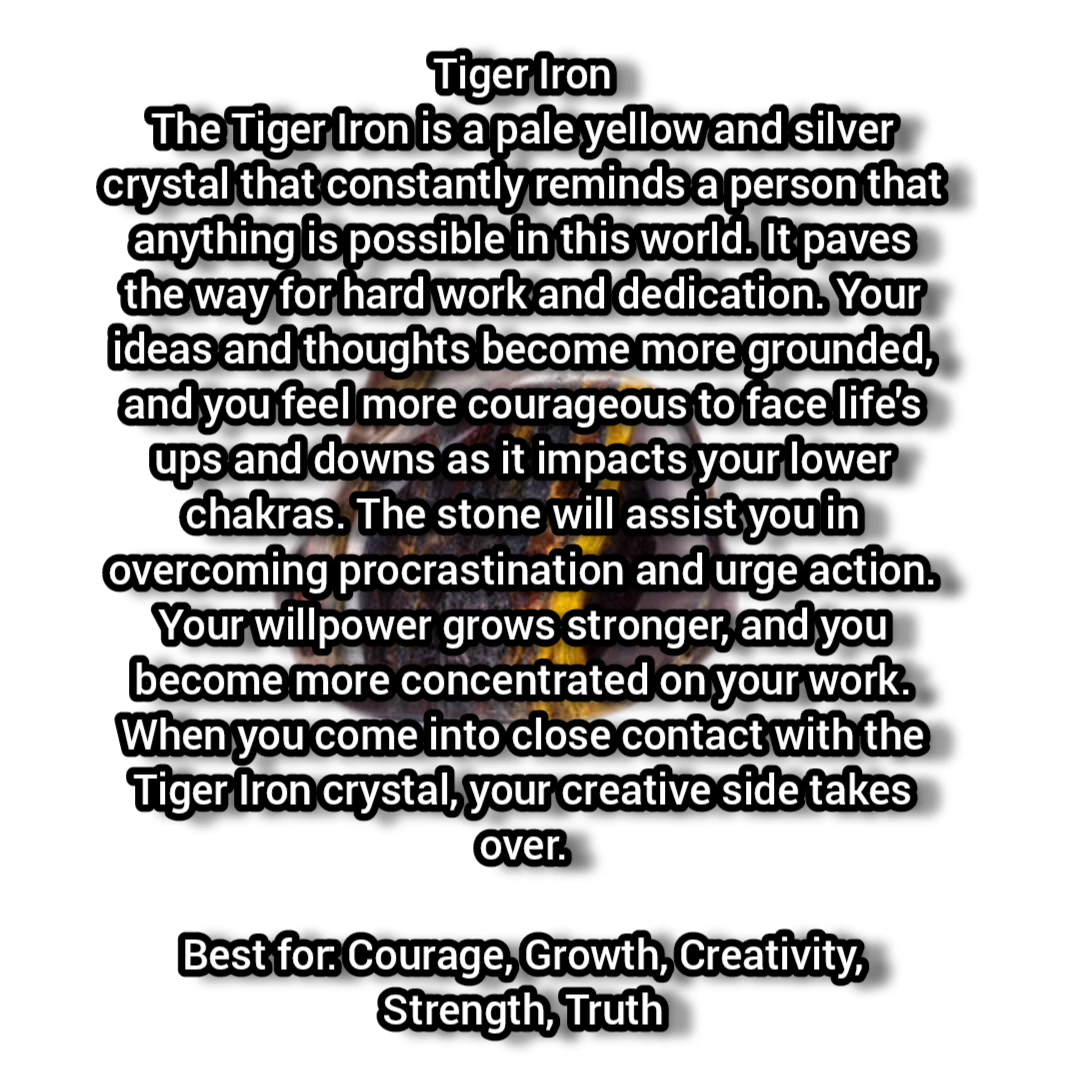 Tiger Iron
The Tiger Iron is a pale yellow and silver
crystal that constantly reminds a person that
anything is possible in this world. It paves
the way for hard work and dedication. Your
ideas and thoughts become more grounded,
and you feel more courageous to face life's
ups and downs as it impacts your lower
chakras. The stone will assist you in
overcoming procrastination and urge action.
Your willpower grows stronger, and you
become more concentrated on your work.
When you come into close contact with the
Tiger Iron crystal, your creative side takes
over.
Best for: Courage, Growth, Creativity,
Strength, Truth